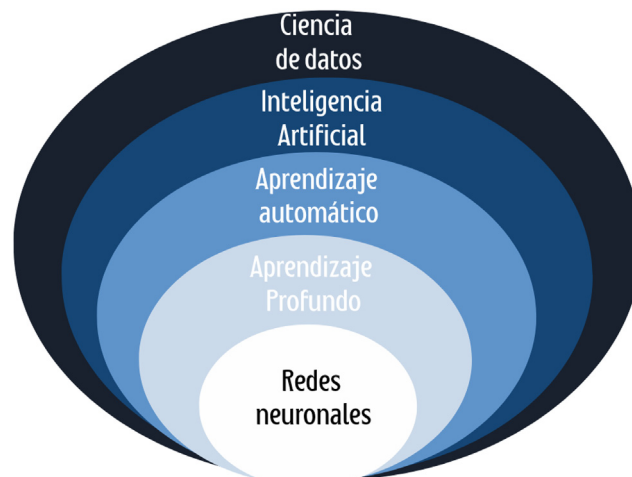 Ciencia
de datos
Inteligencia
Artificial
Aprendizaje
automático
Aprendizaje
Profundo
Redes
neuronales